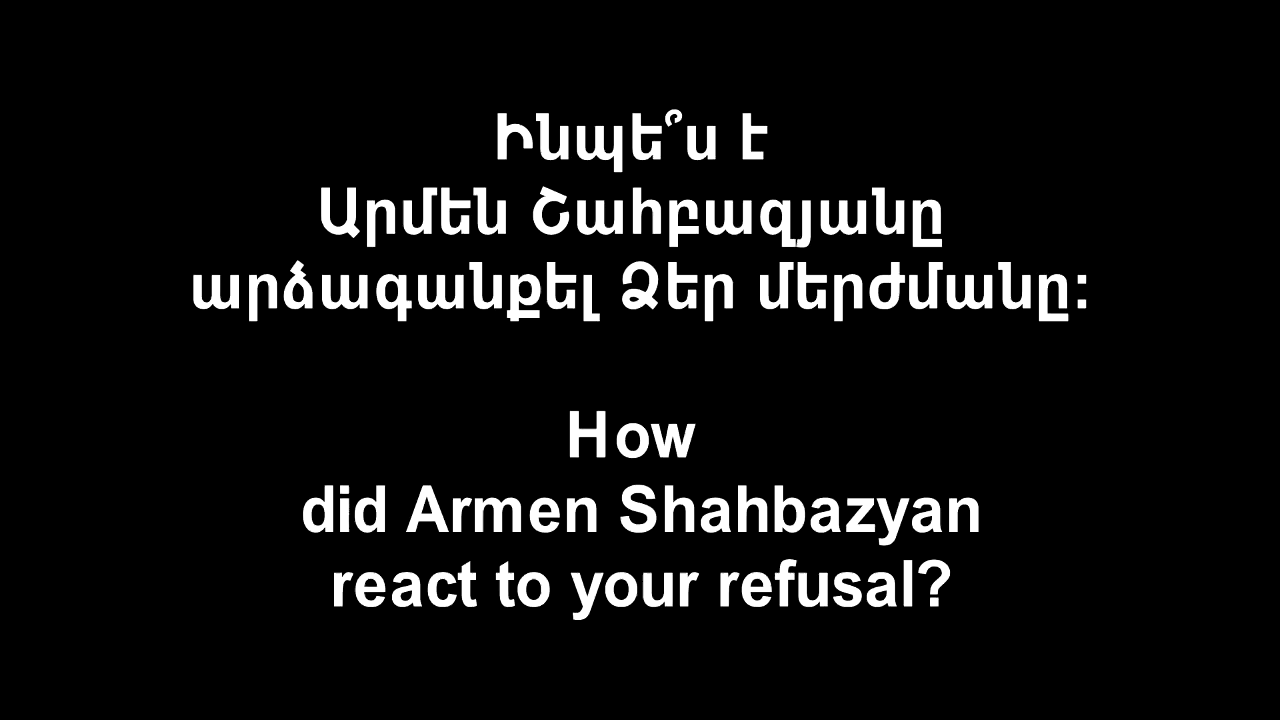 Ինպե՞ս է
Արմեն Շահբազյանը
արձագանքել Ձեր մերժմանը։
How
did Armen Shahbazyan
react to your refusal?